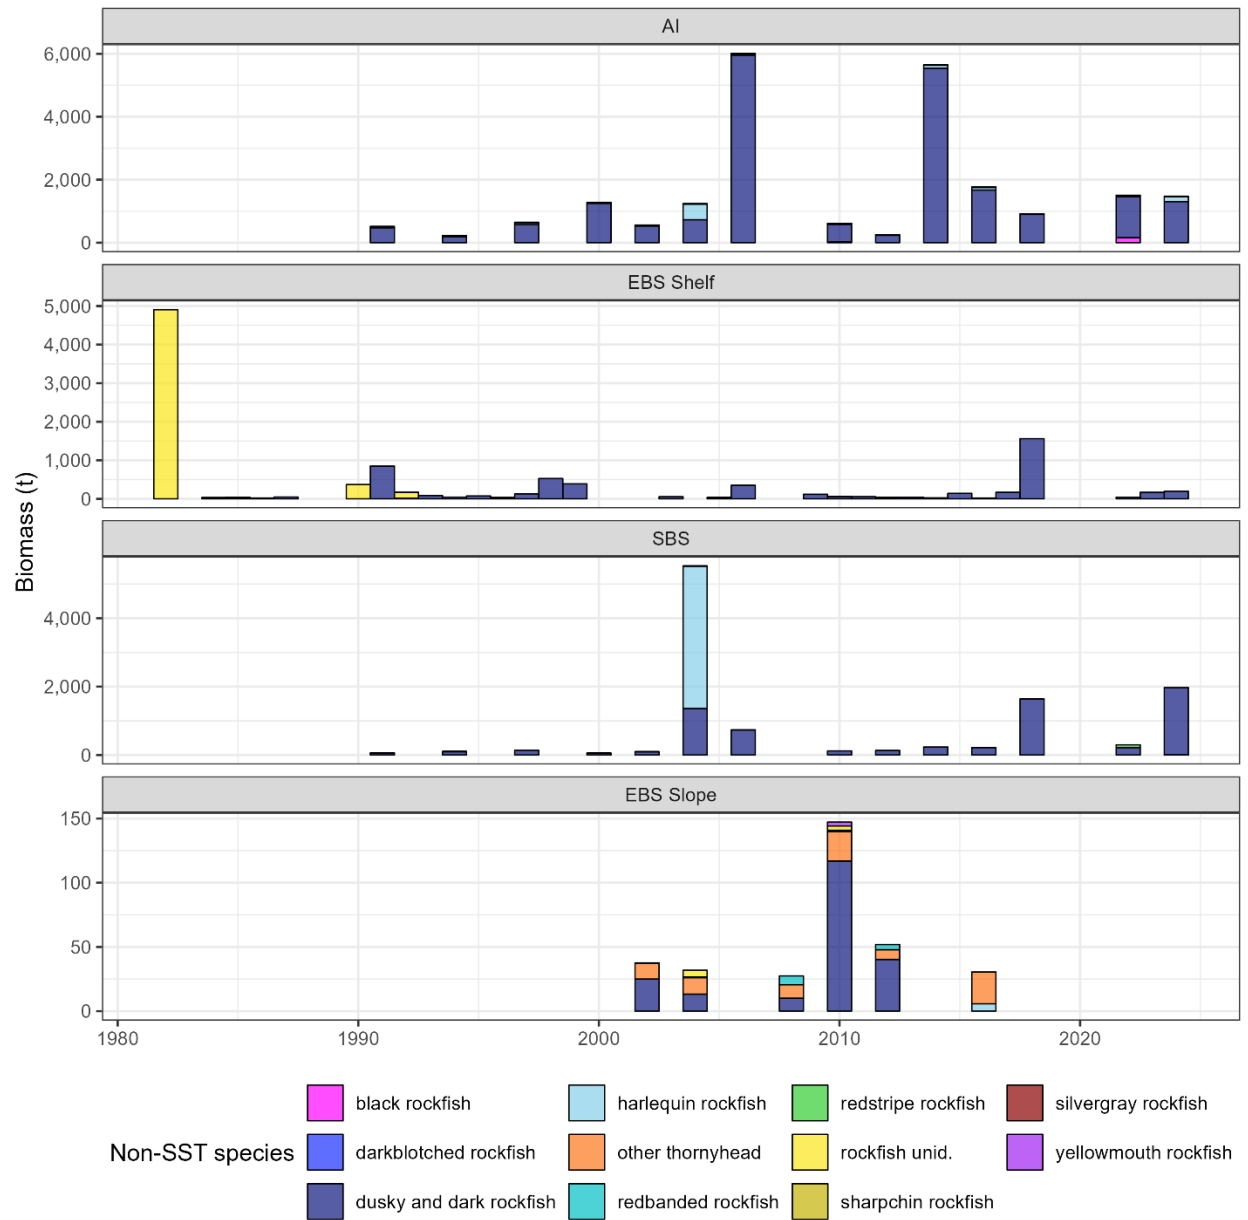 AI
6,000
4,000
2,000
0
EBS Shelf
5,000
4,000
3,000
2,000
1,000
0
SBS
4,000
2,000
0
EBS Slope
150
100
50
0
Biomass (t)
1980 1990 2000 2010 2020
Non-SST species
black rockfish harlequin rockfish redstripe rockfish silvergray rockfish
darkblotched rockfish other thornyhead rockfish unid. yellowmouth rockfish
dusky and dark rockfish redbanded rockfish sharpchin rockfish